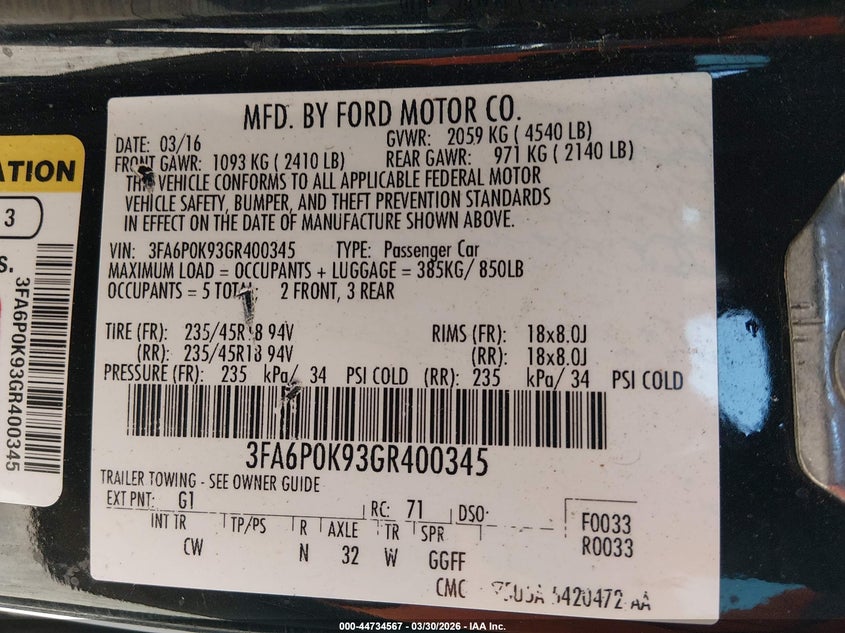 MFD. BY FORD MOTOR CO.
DATE: 03/16 GVWR: 2059 KG ( 4540 LB)
FRONT GAWR: 1093 KG ( 2410 LB) REAR GAWR: 971 KG ( 2140 LB)
THIS VEHICLE CONFORMS TO ALL APPLICABLE FEDERAL MOTOR
VEHICLE SAFETY, BUMPER, AND THEFT PREVENTION STANDARDS
IN EFFECT ON THE DATE OF MANUFACTURE SHOWN ABOVE.
VIN: 3FA6P0K93GR400345 TYPE: Passenger Car
MAXIMUM LOAD = OCCUPANTS + LUGGAGE = 385KG/ 850LB
OCCUPANTS = 5 TOTAL, 2 FRONT, 3 REAR
TIRE (FR): 235/45R18 94V RIMS (FR): 18x8.0J
(RR): 235/45R18 94V (RR): 18x8.0J
PRESSURE (FR): 235 kPa/ 34 PSI COLD (RR): 235 kPa/ 34 PSI COLD
3FA6P0K93GR400345
TRAILER TOWING - SEE OWNER GUIDE
EXT PNT: G1 RC: 71 DSO: F0033
INT TR TP/PS R AXLE TR SPR R0033
CW N 32 W GGFF
CMC 5420472 AA
3
S.
3FA6P0K93GR400345
000-44734567 - 03/30/2026 - IAA Inc.